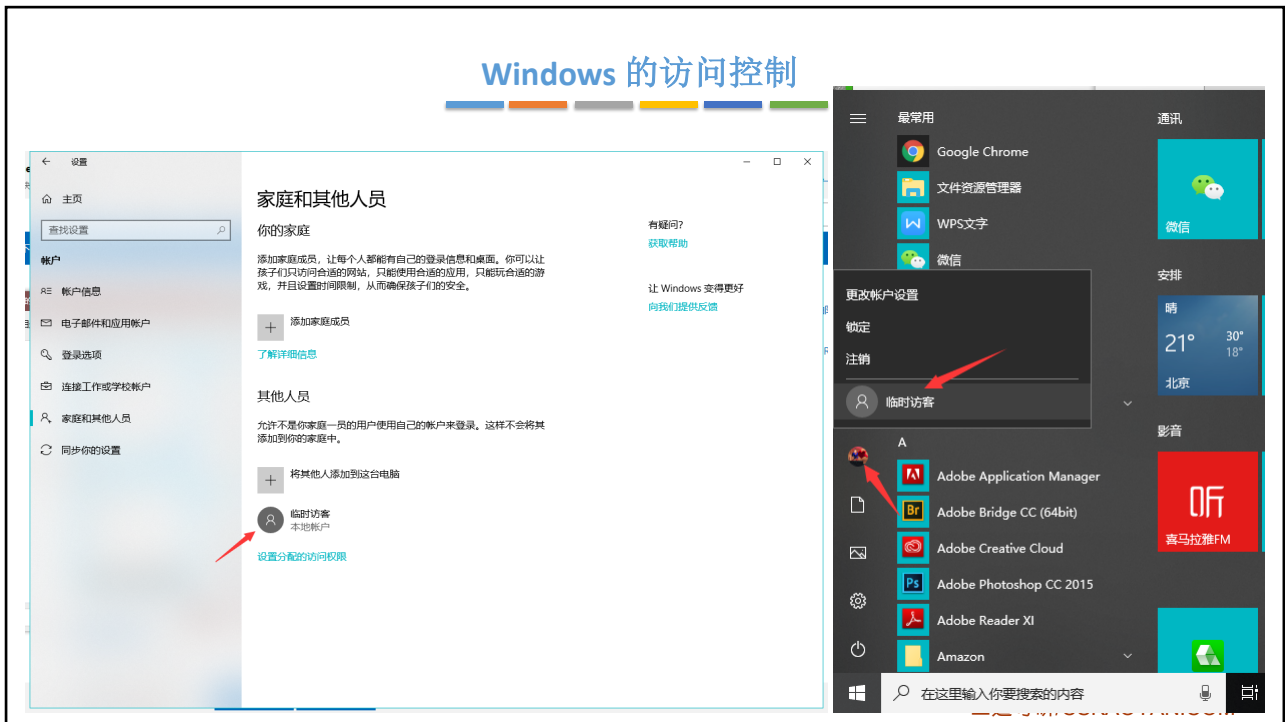 Windows 的访问控制
设置
主页
查找设置
帐户
帐户信息
电子邮件和应用帐户
登录选项
连接工作或学校帐户
家庭和其他人员
同步你的设置
家庭和其他人员
你的家庭
添加家庭成员，让每个人都能有自己的登录信息和桌面。你可以让
孩子们只访问合适的网站，只能使用合适的应用，只能玩合适的游
戏，并且设置时间限制，从而确保孩子们的安全。
添加家庭成员
了解详细信息
其他人员
允许不是你家庭一员的用户使用自己的帐户来登录。这样不会将其
添加到你的家庭中。
将其他人添加到这台电脑
临时访客
本地帐户
设置分配的访问权限
有疑问?
获取帮助
让 Windows 变得更好
向我们提供反馈
最常用
Google Chrome
文件资源管理器
WPS文字
微信
更改帐户设置
锁定
注销
临时访客
A
Adobe Application Manager
Adobe Bridge CC (64bit)
Adobe Creative Cloud
Adobe Photoshop CC 2015
Adobe Reader XI
Amazon
在这里输入你要搜索的内容
通讯
微信
安排
晴
21° 30°
18°
北京
影音
听
喜马拉雅FM